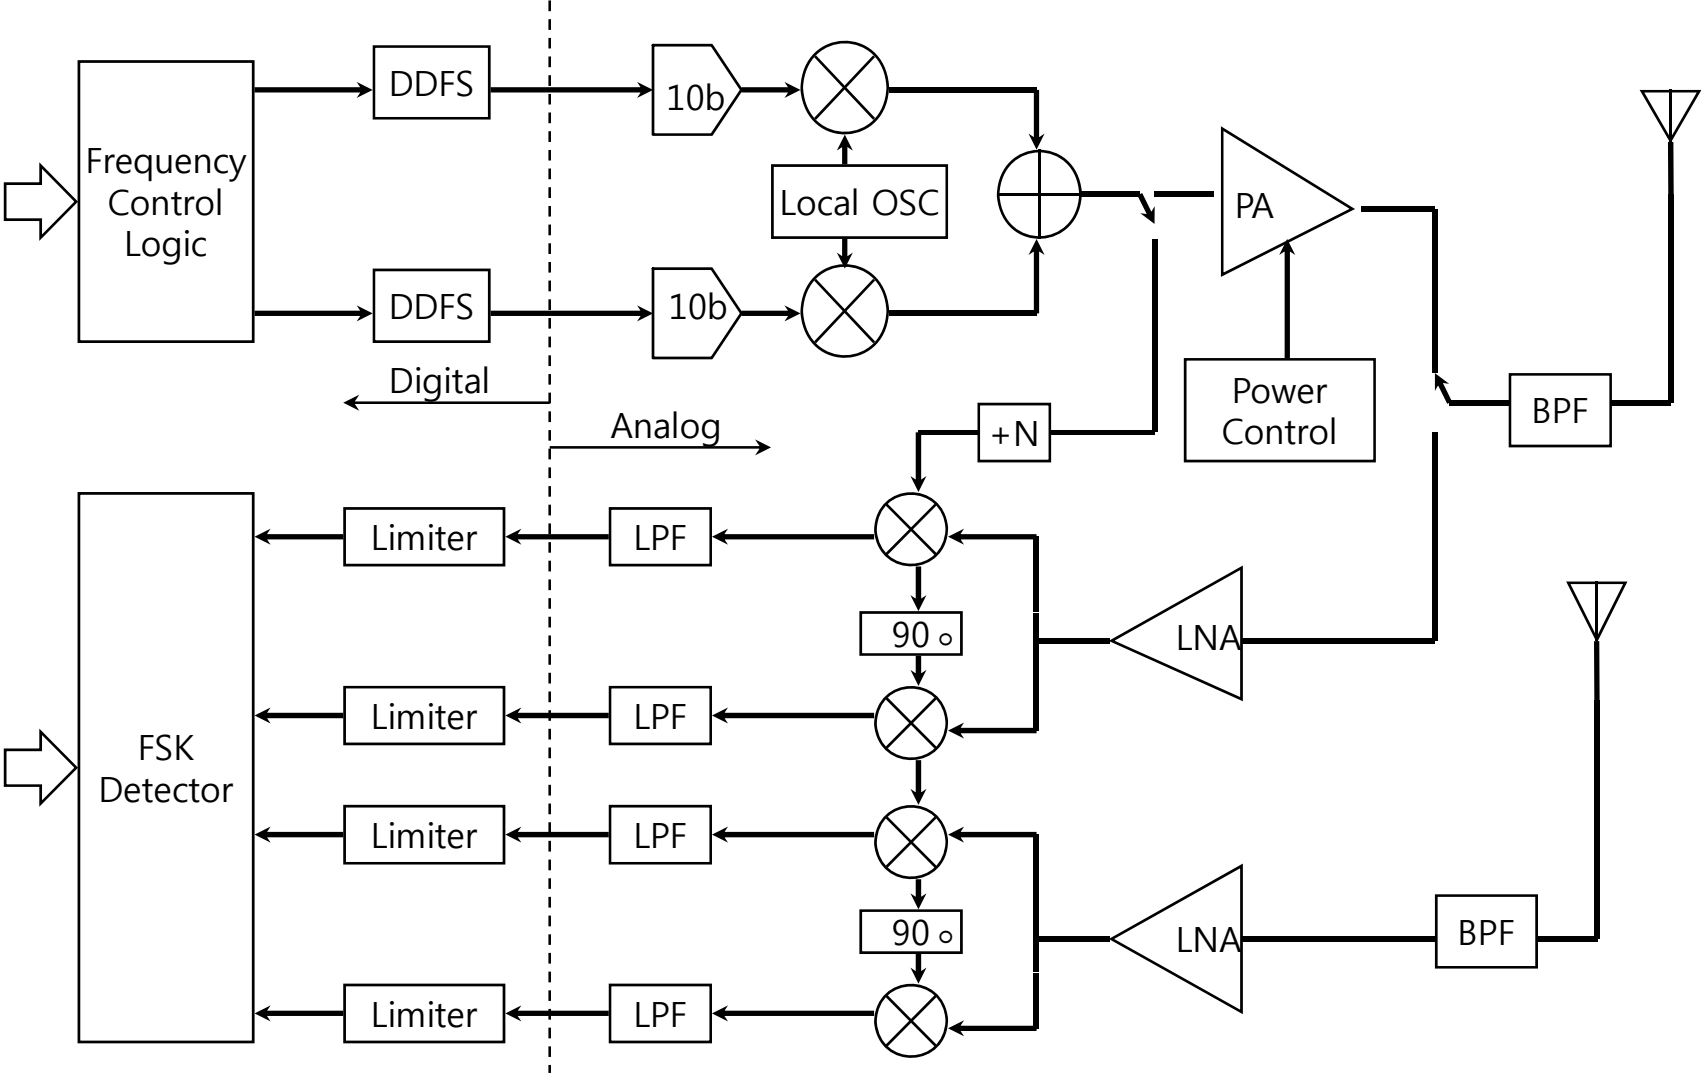 DDFS
10b
Frequency
Control
Logic
Local OSC
PA
DDFS
10b
Digital
Analog
+N
Power
Control
BPF
Limiter
LPF
90 o
LNA
Limiter
LPF
FSK
Detector
Limiter
LPF
90 o
LNA
BPF
Limiter
LPF